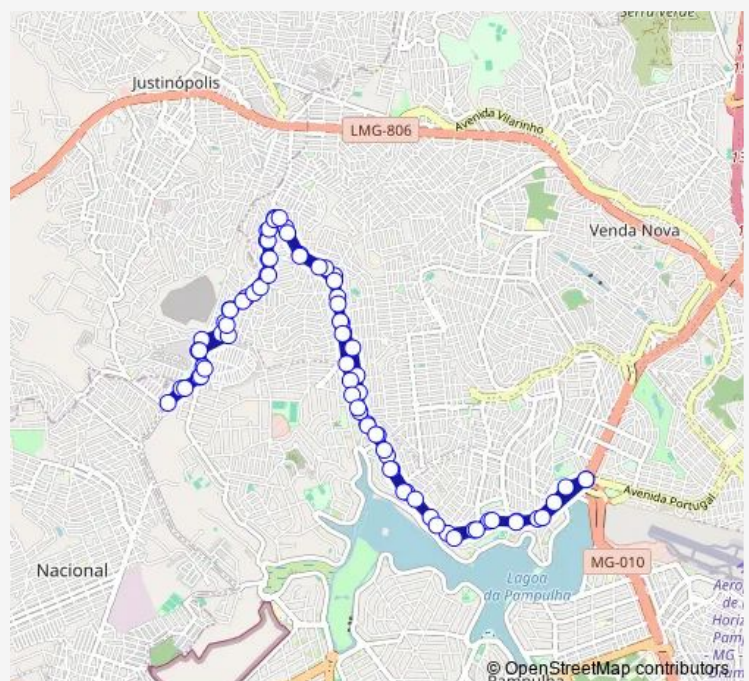 Serra Verde
Justinópolis
Avenida Vilarinho
LMG-806
Venda Nova
Avenida Portugal
MG-010
Nacional
Lagoa
da Pampulha
Pampulha
© OpenStreetMap contributors